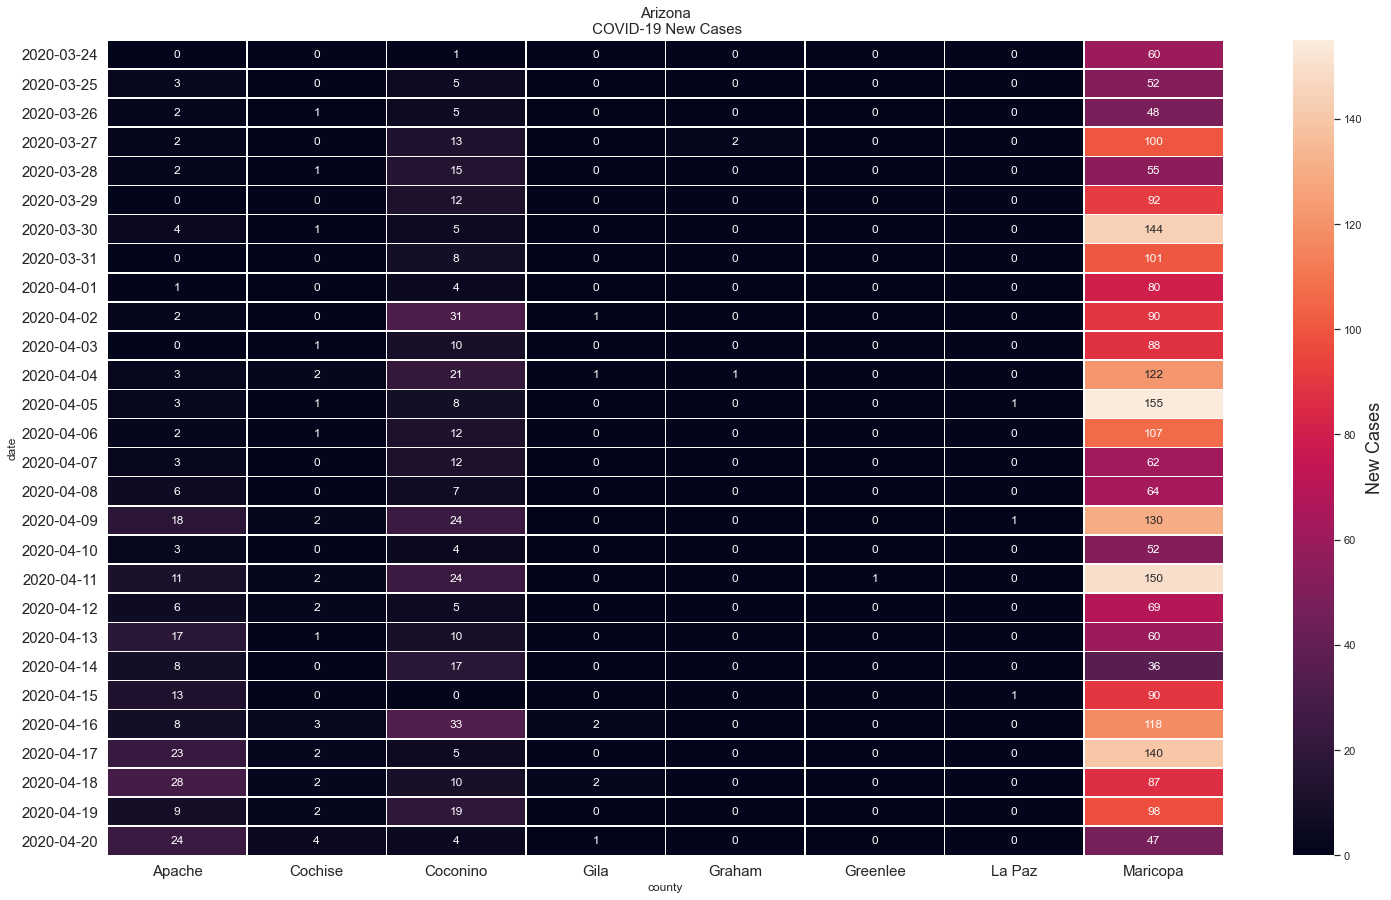 Arizona
COVID-19 New Cases
2020-03-24 0 0 1 0 0 0 0 60
2020-03-25 3 0 5 0 0 0 0 52
2020-03-26 2 1 5 0 0 0 0 48
2020-03-27 2 0 13 0 2 0 0 100
2020-03-28 2 1 15 0 0 0 0 55
2020-03-29 0 0 12 0 0 0 0 92
2020-03-30 4 1 5 0 0 0 0 144
2020-03-31 0 0 8 0 0 0 0 101
2020-04-01 1 0 4 0 0 0 0 80
2020-04-02 2 0 31 1 0 0 0 90
2020-04-03 0 1 10 0 0 0 0 88
2020-04-04 3 2 21 1 1 0 0 122
2020-04-05 3 1 8 0 0 0 1 155
2020-04-06 2 1 12 0 0 0 0 107
2020-04-07 3 0 12 0 0 0 0 62
2020-04-08 6 0 7 0 0 0 0 64
2020-04-09 18 2 24 0 0 0 1 130
2020-04-10 3 0 4 0 0 0 0 52
2020-04-11 11 2 24 0 0 1 0 150
2020-04-12 6 2 5 0 0 0 0 69
2020-04-13 17 1 10 0 0 0 0 60
2020-04-14 8 0 17 0 0 0 0 36
2020-04-15 13 0 0 0 0 0 1 90
2020-04-16 8 3 33 2 0 0 0 118
2020-04-17 23 2 5 0 0 0 0 140
2020-04-18 28 2 10 2 0 0 0 87
2020-04-19 9 2 19 0 0 0 0 98
2020-04-20 24 4 4 1 0 0 0 47
Apache Cochise Coconino Gila Graham Greenlee La Paz Maricopa
county
date
140
120
100
80
60
40
20
0
New Cases